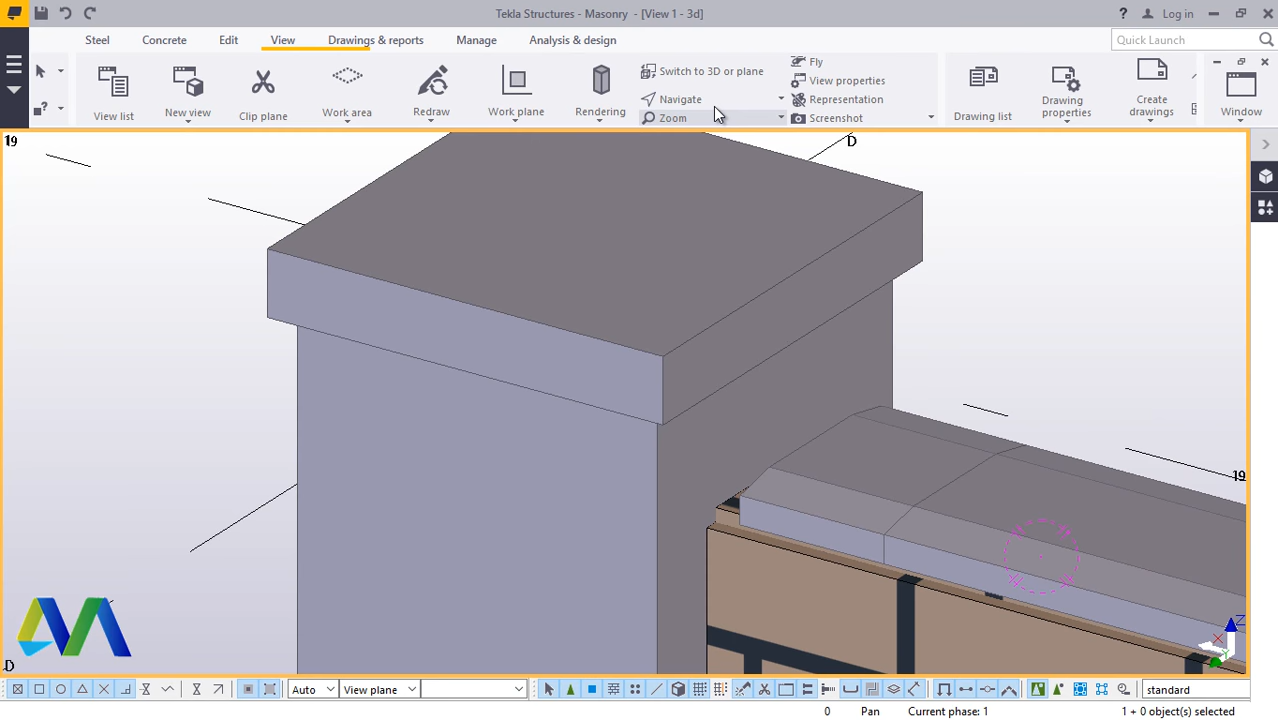 Tekla Structures - Masonry - [View 1 - 3d]
? Log in
Steel Concrete Edit View Drawings & reports Manage Analysis & design Quick Launch
View list
New view
Clip plane
Work area
Redraw
Work plane
Rendering
Switch to 3D or plane
Navigate
Zoom
Fly
View properties
Representation
Screenshot
Drawing list
Drawing properties
Create drawings
Window
19
D
19
Z
D
Auto View plane standard
0 Pan Current phase: 1 1 + 0 object(s) selected